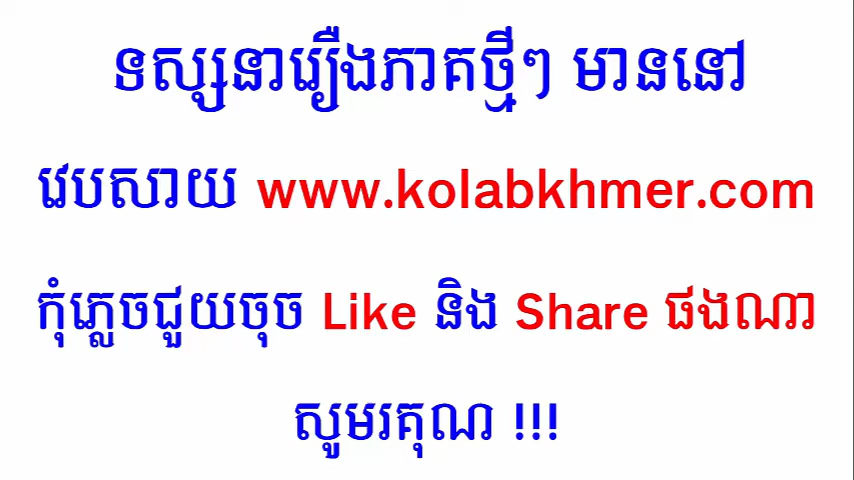 ទស្សនារឿងភាគថ្មីៗ មាននៅ
វេបសាយ www.kolabkhmer.com
កុំភ្លេចជួយចុច Like និង Share ផងណា
សូមរគុណ !!!